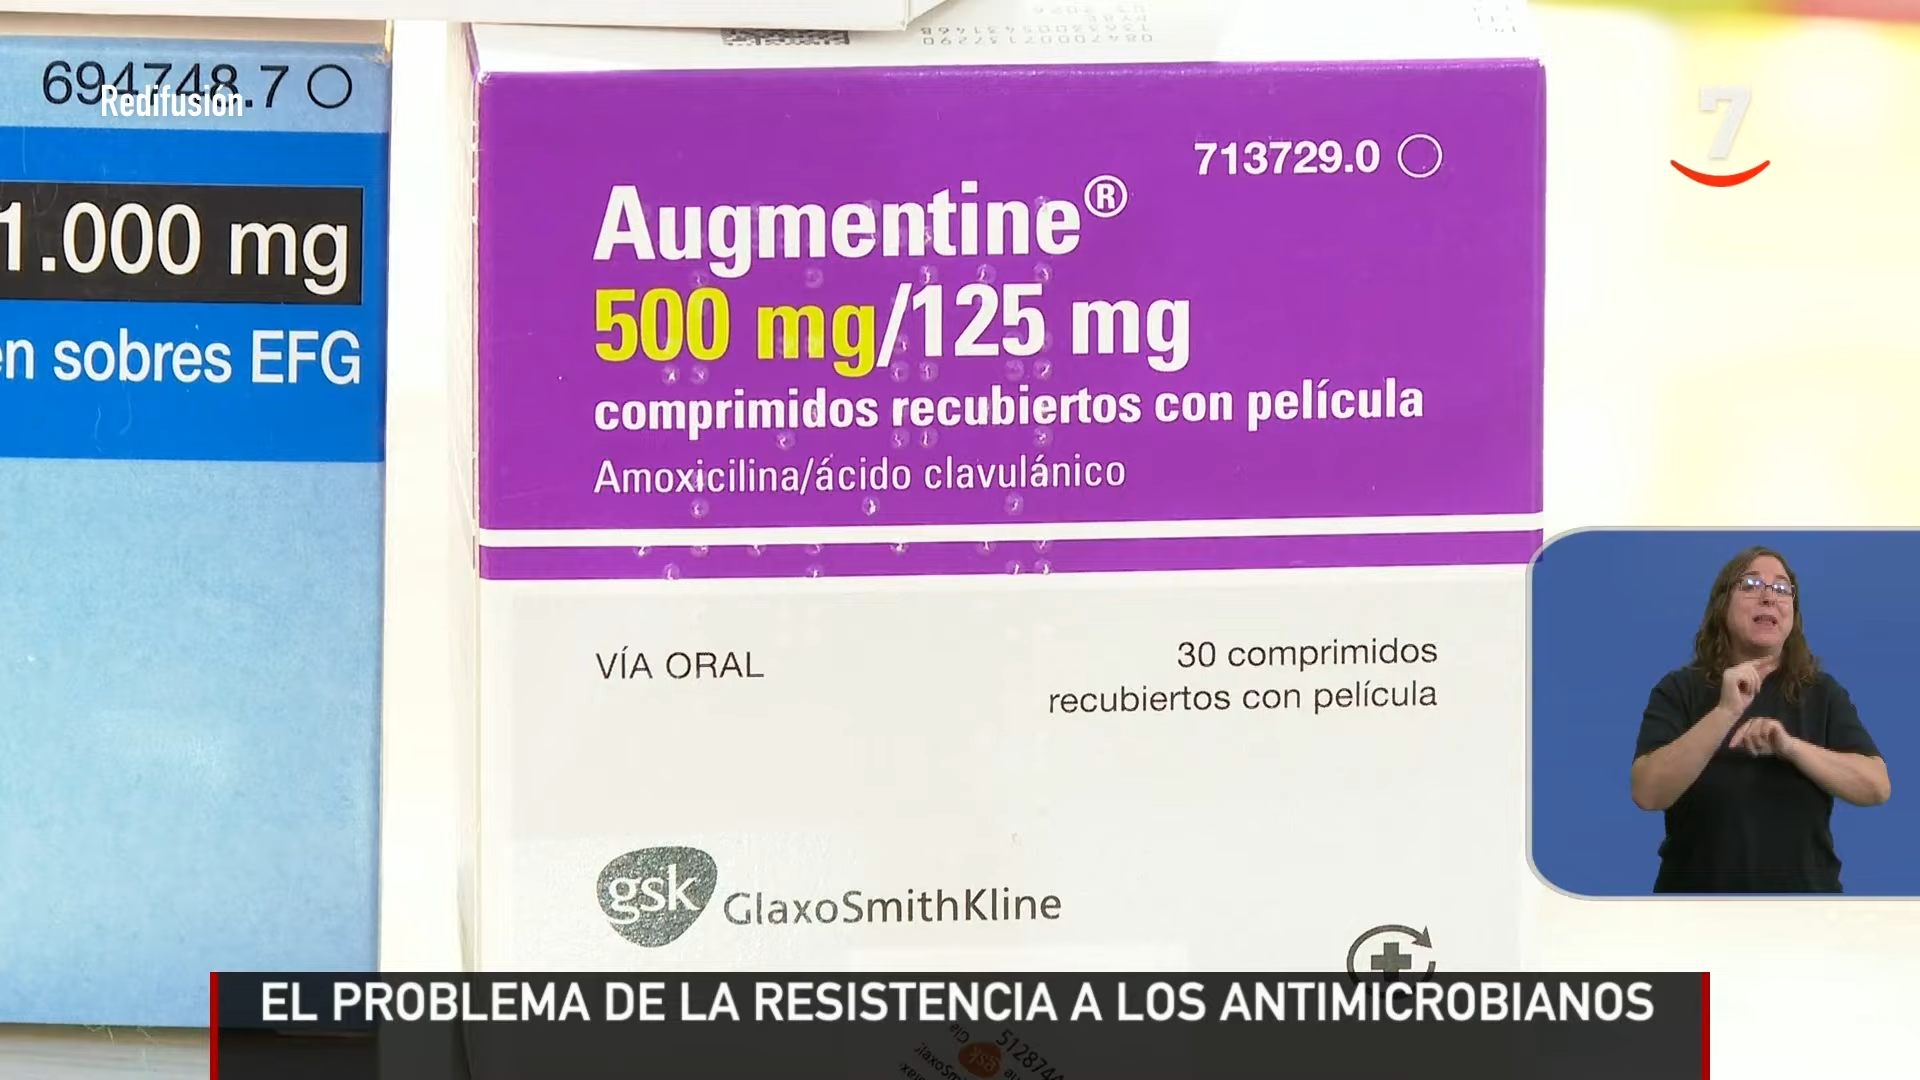 694748.7
Redifusión
1.000 mg
en sobres EFG
713729.0
Augmentine®
500 mg/125 mg
comprimidos recubiertos con película
Amoxicilina/ácido clavulánico
VÍA ORAL
30 comprimidos
recubiertos con película
gsk GlaxoSmithKline
7
EL PROBLEMA DE LA RESISTENCIA A LOS ANTIMICROBIANOS